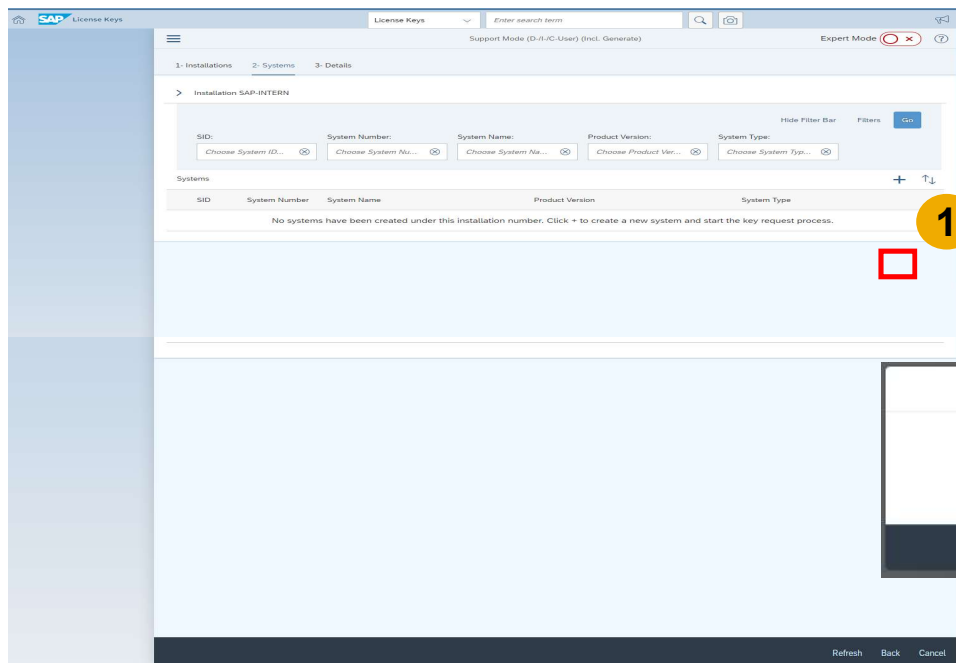 SAP License Keys License Keys Enter search term
Support Mode (D-/I-/C-User) (Incl. Generate) Expert Mode
1- Installations 2- Systems 3- Details
Installation SAP-INTERN
Hide Filter Bar Filters Go
SID: System Number: System Name: Product Version: System Type:
Choose System ID... Choose System Nu... Choose System Na... Choose Product Ver... Choose System Typ...
Systems
SID System Number System Name Product Version System Type
No systems have been created under this installation number. Click + to create a new system and start the key request process.
1
Refresh Back Cancel